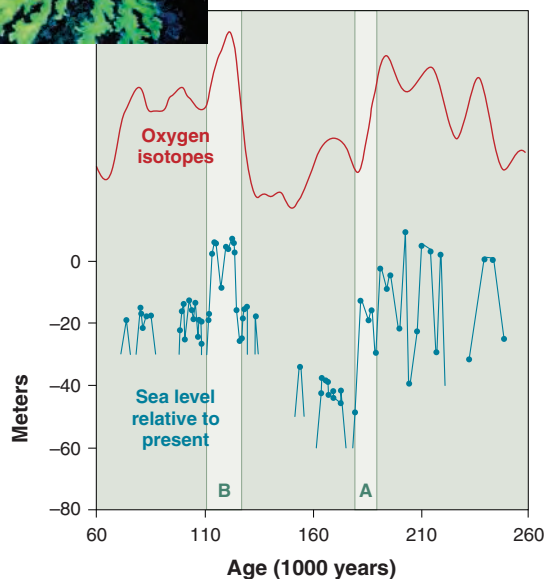 Oxygen
isotopes
0
–20
–40
–60
–80
Meters
Sea level
relative to
present
B
A
60
110
160
210
260
Age (1000 years)